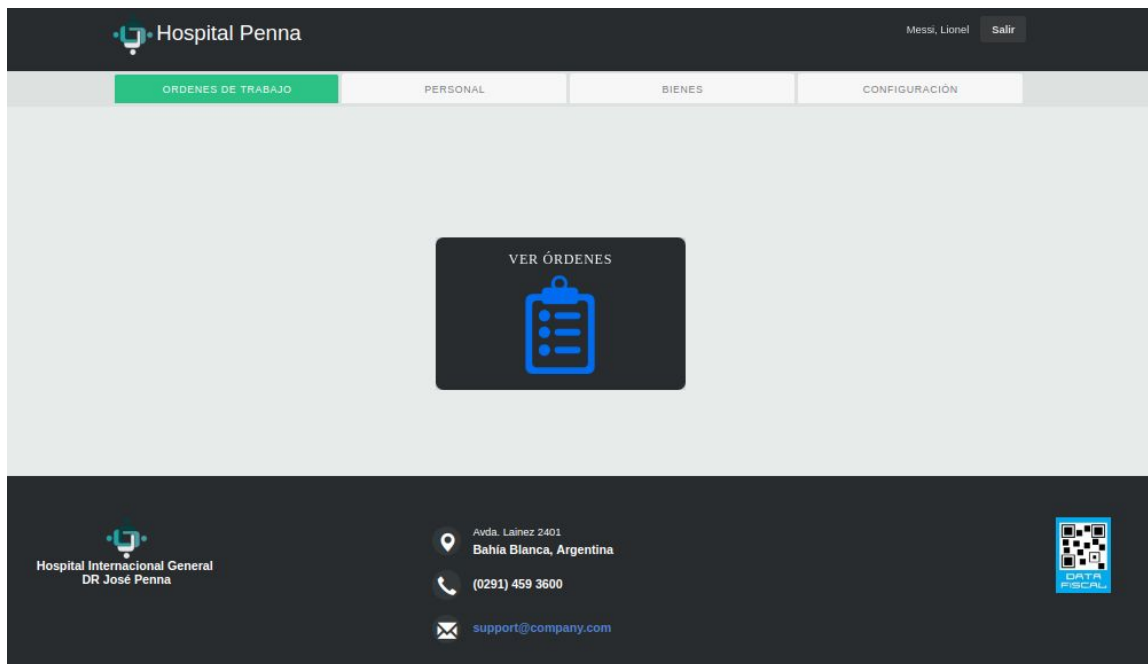 Hospital Penna
Messi, Lionel
Salir
ORDENES DE TRABAJO
PERSONAL
BIENES
CONFIGURACIÓN
VER ÓRDENES
Hospital Internacional General
DR José Penna
Avda. Lainez 2401
Bahía Blanca, Argentina
(0291) 459 3600
support@company.com
DATA
FISCAL